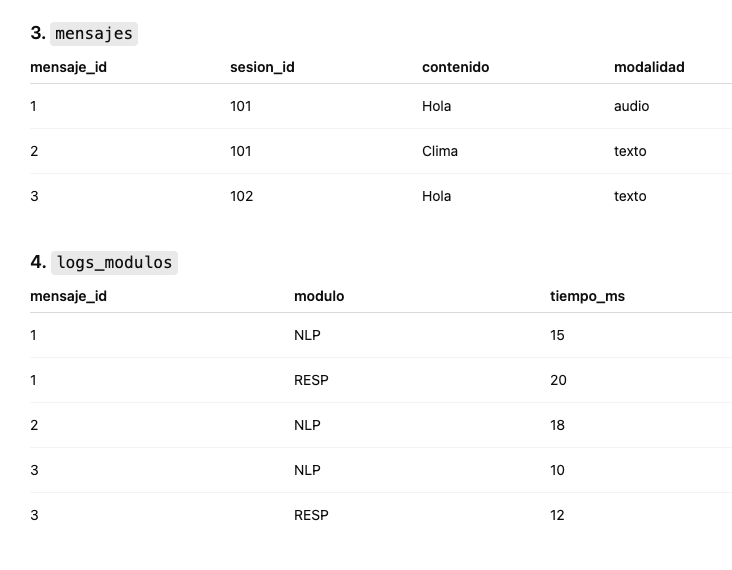 3. mensajes
mensaje_id sesion_id contenido modalidad
1 101 Hola audio
2 101 Clima texto
3 102 Hola texto
4. logs_modulos
mensaje_id modulo tiempo_ms
1 NLP 15
1 RESP 20
2 NLP 18
3 NLP 10
3 RESP 12